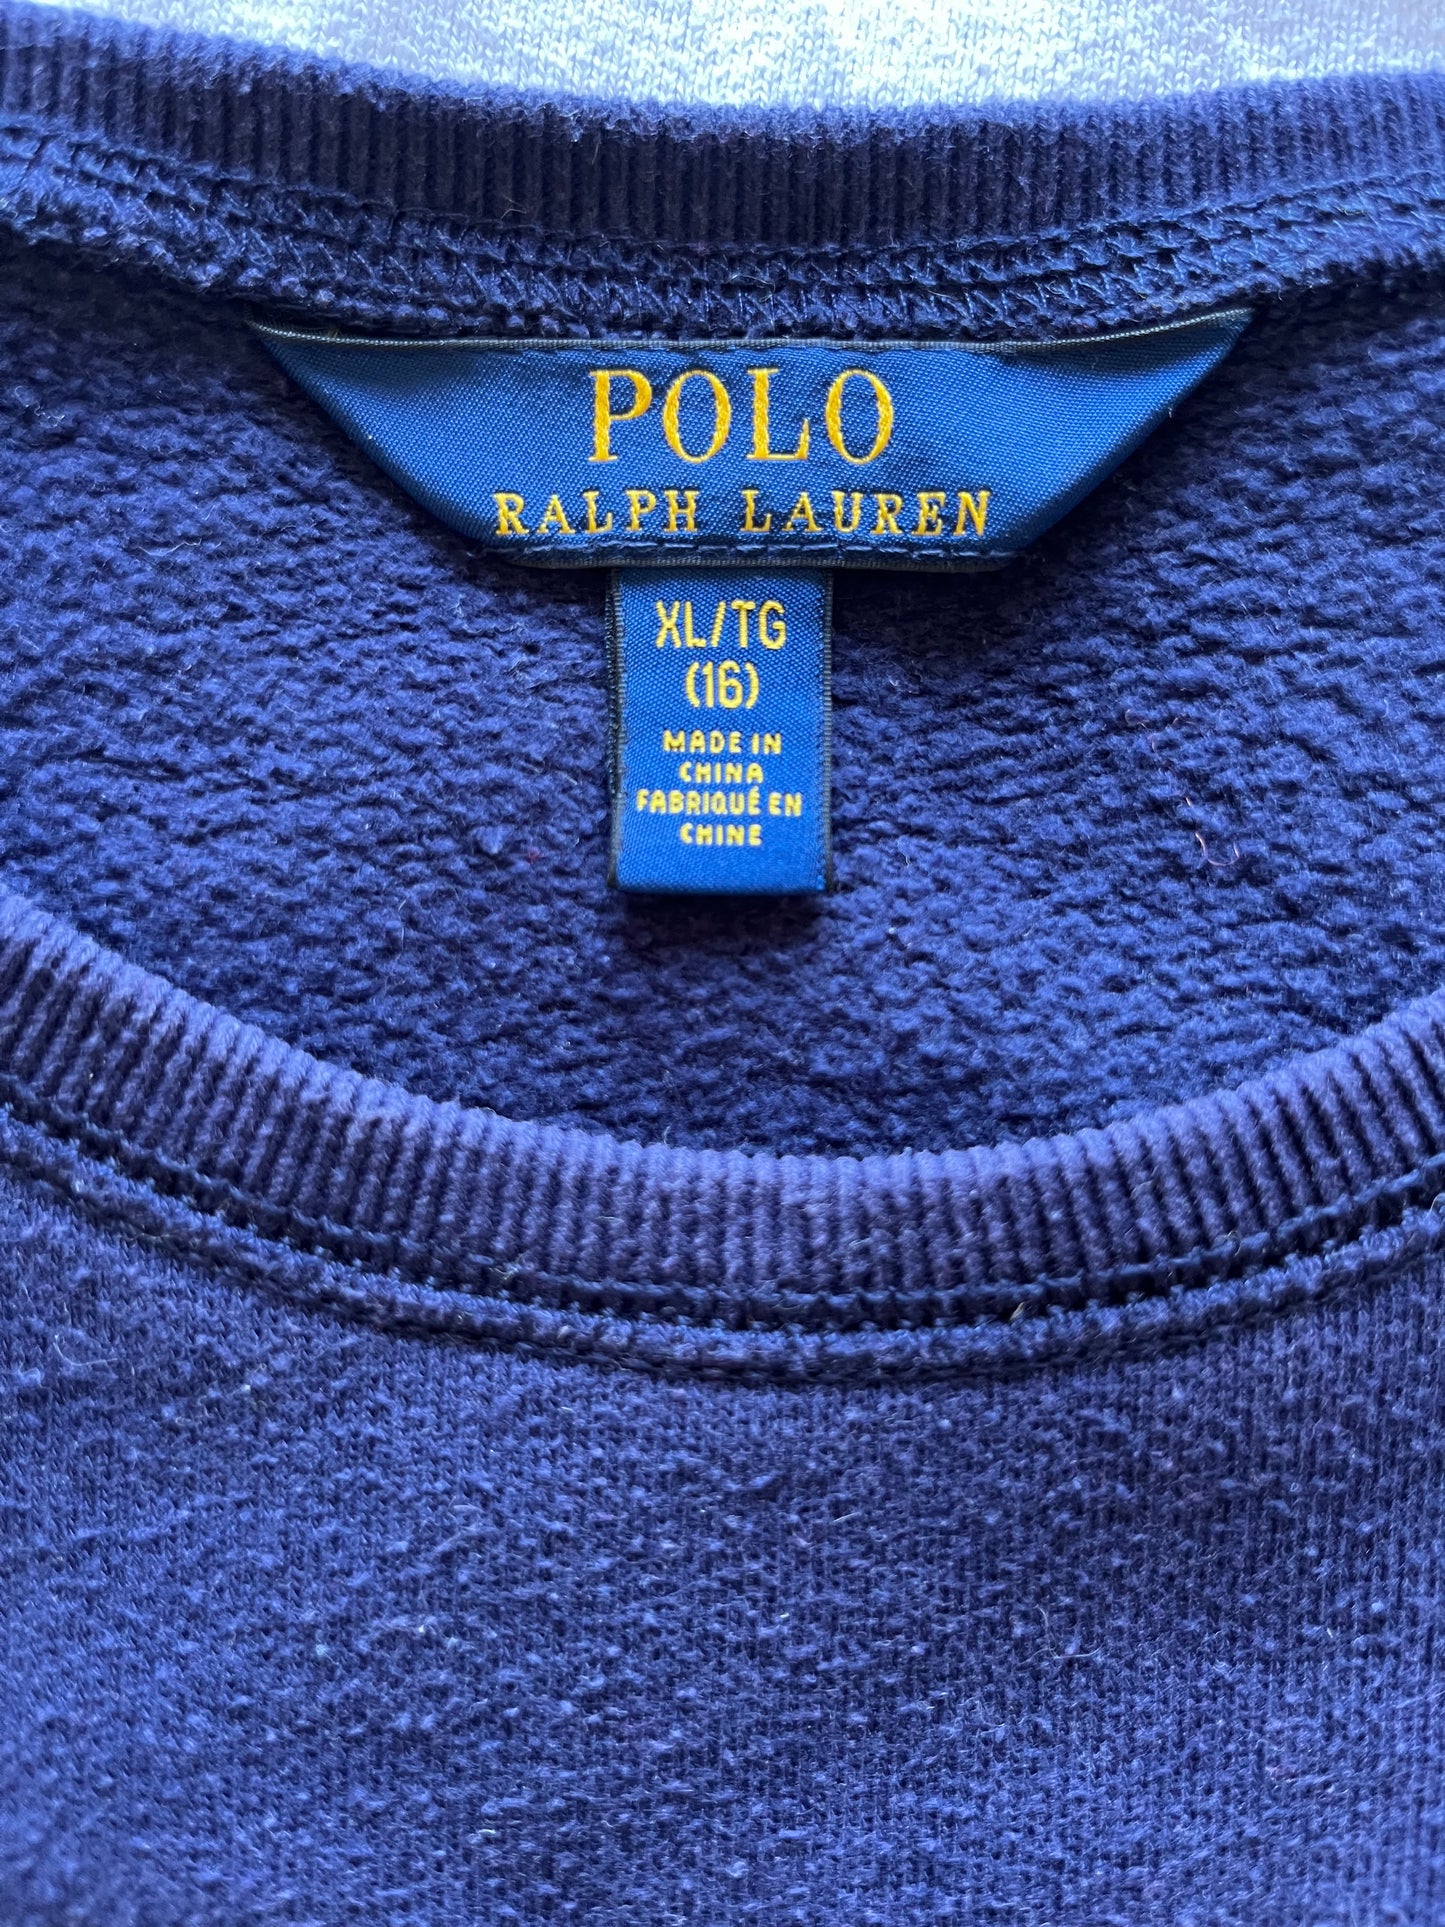 POLO
RALPH LAUREN
XL/TG
(16)
MADE IN
CHINA
FABRIQUÉ EN
CHINE